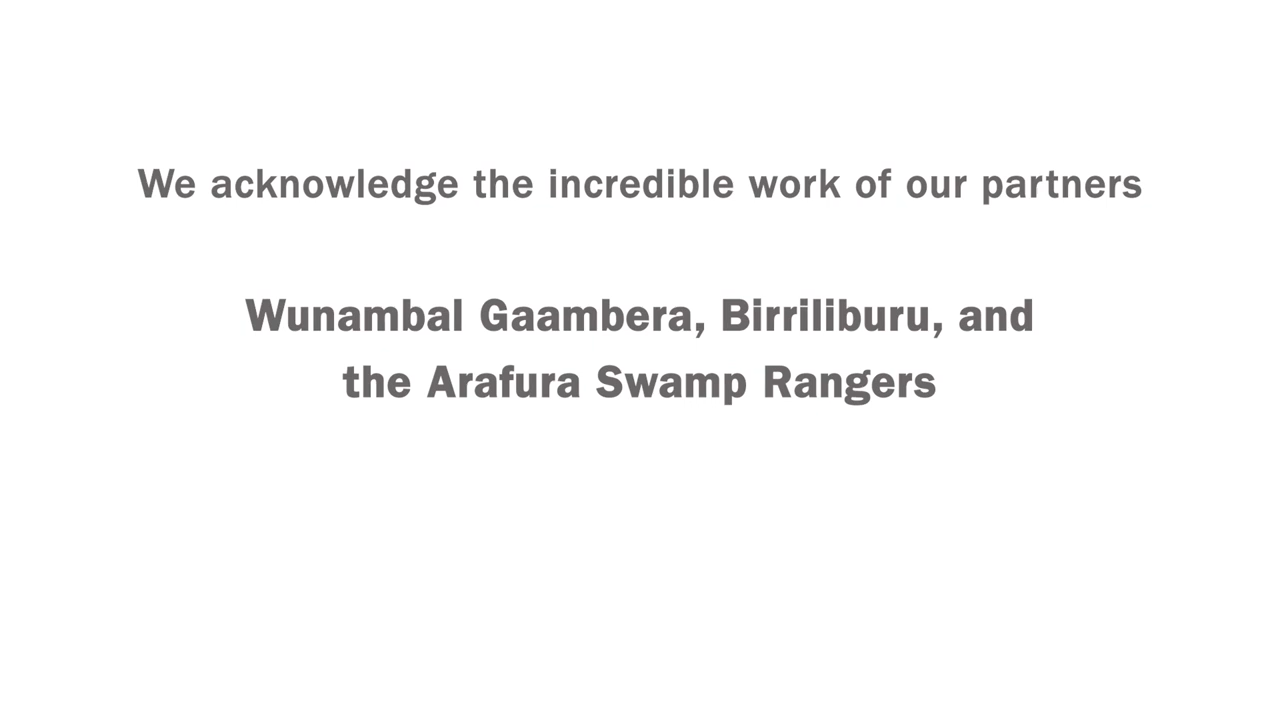 We acknowledge the incredible work of our partners
Wunambal Gaambera, Birriliburu, and
the Arafura Swamp Rangers